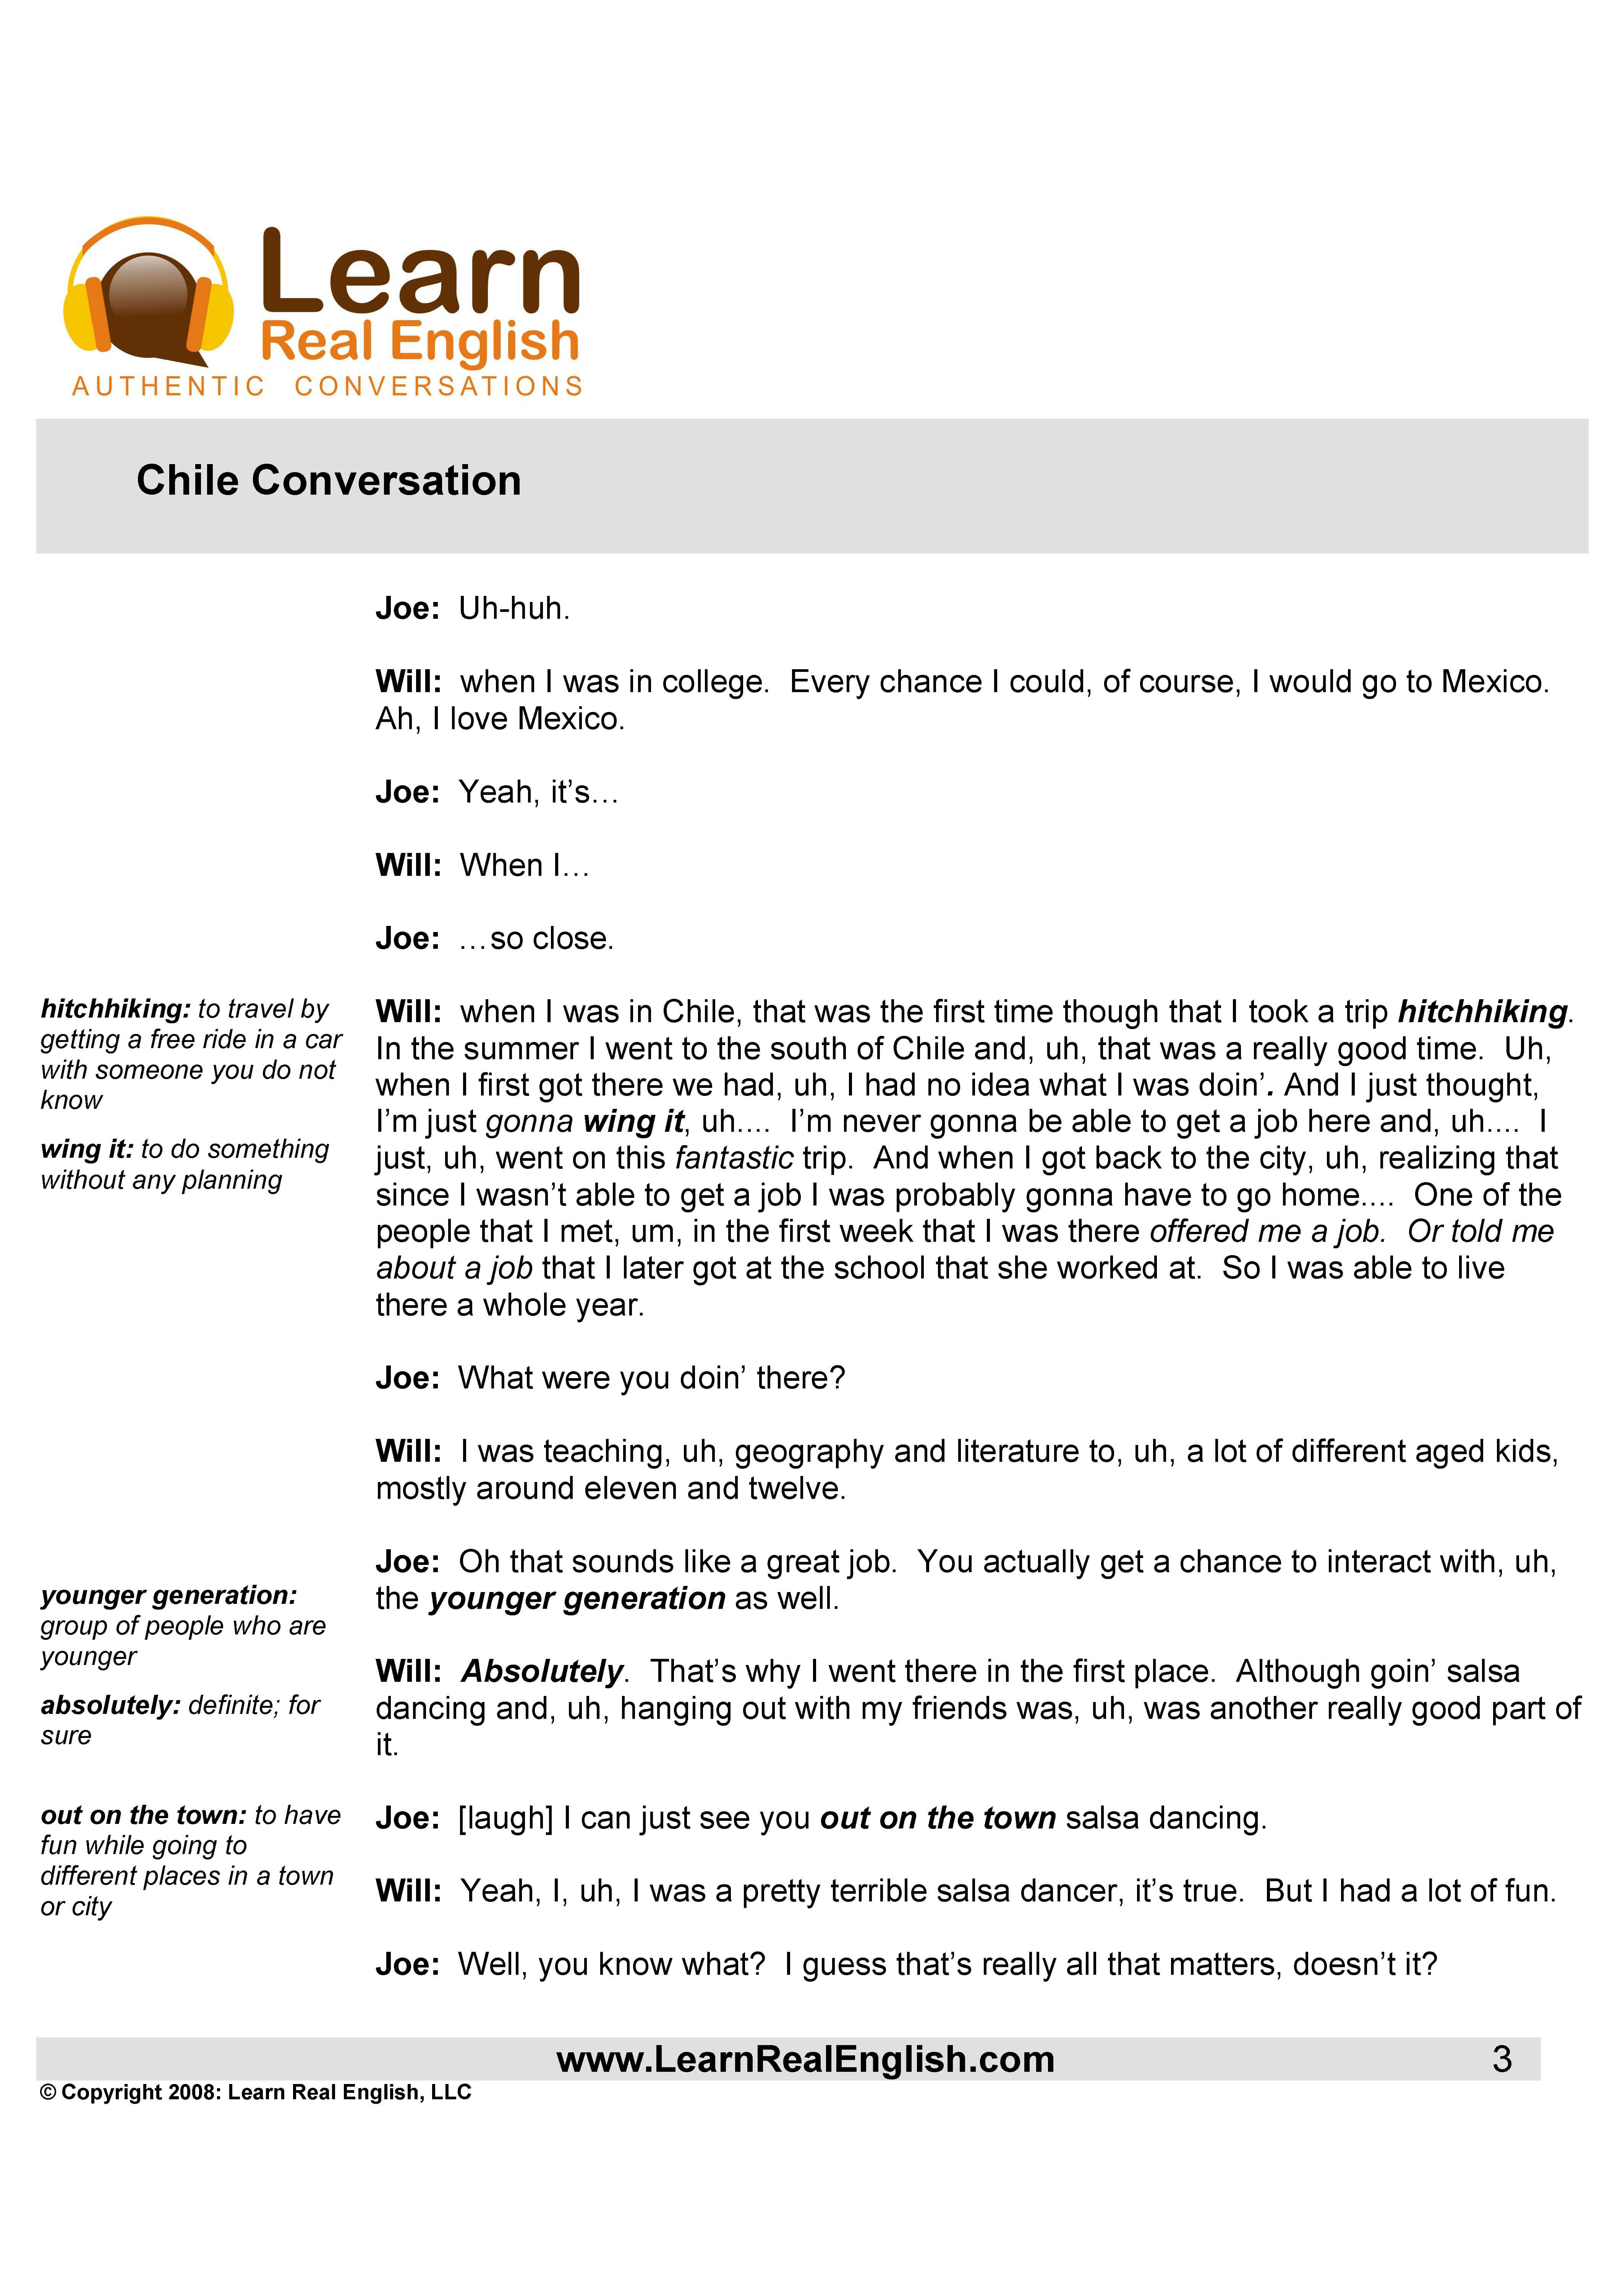 Learn
Real English
AUTHENTIC CONVERSATIONS
Chile Conversation
Joe: Uh-huh.
Will: when I was in college. Every chance I could, of course, I would go to Mexico.
Ah, I love Mexico.
Joe: Yeah, it’s…
Will: When I…
Joe: …so close.
hitchhiking: to travel by
getting a free ride in a car
with someone you do not
know
wing it: to do something
without any planning
Will: when I was in Chile, that was the first time though that I took a trip hitchhiking.
In the summer I went to the south of Chile and, uh, that was a really good time. Uh,
when I first got there we had, uh, I had no idea what I was doin’. And I just thought,
I’m just gonna wing it, uh…. I’m never gonna be able to get a job here and, uh…. I
just, uh, went on this fantastic trip. And when I got back to the city, uh, realizing that
since I wasn’t able to get a job I was probably gonna have to go home…. One of the
people that I met, um, in the first week that I was there offered me a job. Or told me
about a job that I later got at the school that she worked at. So I was able to live
there a whole year.
Joe: What were you doin’ there?
Will: I was teaching, uh, geography and literature to, uh, a lot of different aged kids,
mostly around eleven and twelve.
Joe: Oh that sounds like a great job. You actually get a chance to interact with, uh,
the younger generation as well.
younger generation:
group of people who are
younger
absolutely: definite; for
sure
Will: Absolutely. That’s why I went there in the first place. Although goin’ salsa
dancing and, uh, hanging out with my friends was, uh, was another really good part of
it.
out on the town: to have
fun while going to
different places in a town
or city
Joe: [laugh] I can just see you out on the town salsa dancing.
Will: Yeah, I, uh, I was a pretty terrible salsa dancer, it’s true. But I had a lot of fun.
Joe: Well, you know what? I guess that’s really all that matters, doesn’t it?
www.LearnRealEnglish.com 3
© Copyright 2008: Learn Real English, LLC